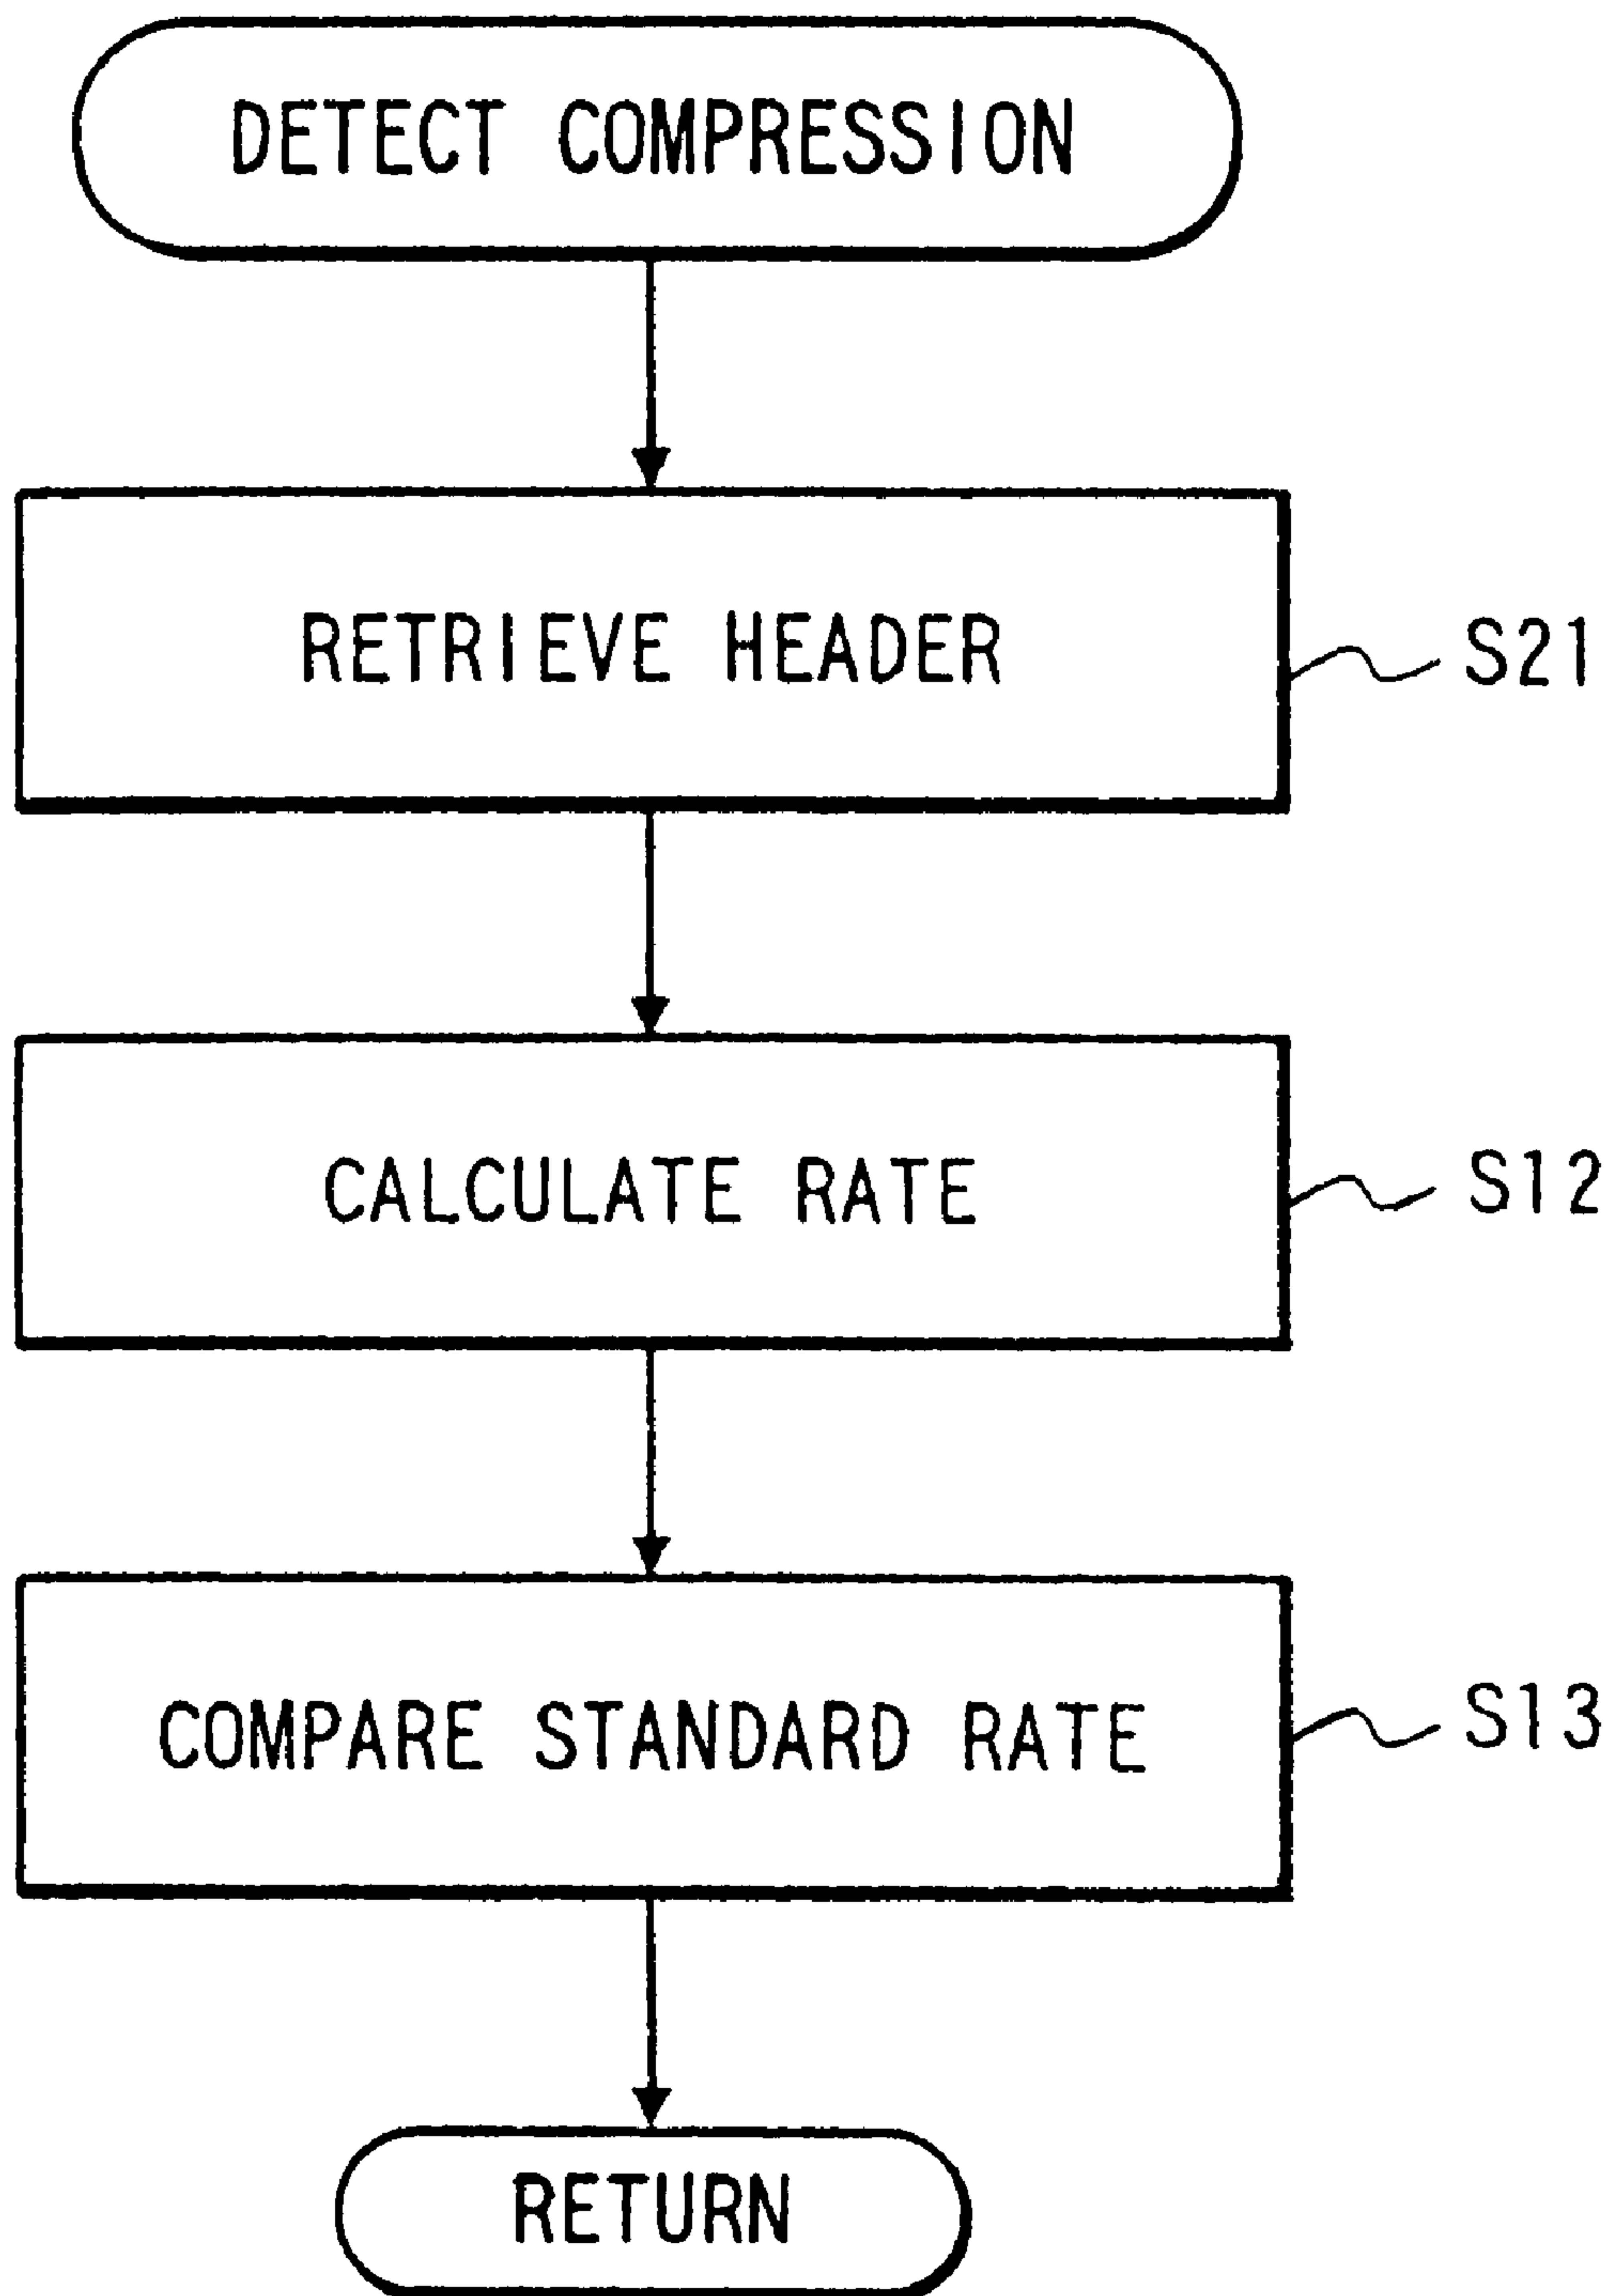 DETECT COMPRESSION
RETRIEVE HEADER
S21
CALCULATE RATE
S12
COMPARE STANDARD RATE
S13
RETURN